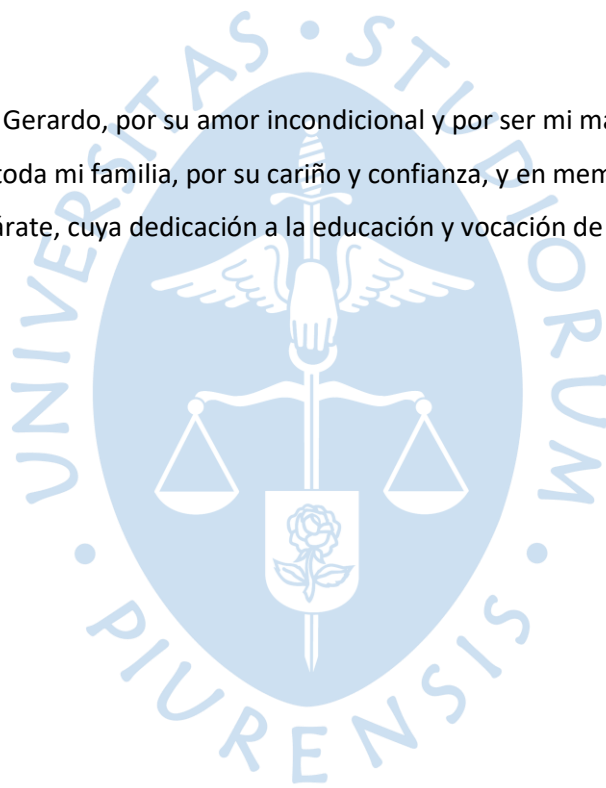 Gerardo, por su amor incondicional y por ser mi
toda mi familia, por su cariño y confianza, y en
cuya dedicación a la educación y vocación de
UNIVERSITAS • STUDIORUM • PIURENSIS •